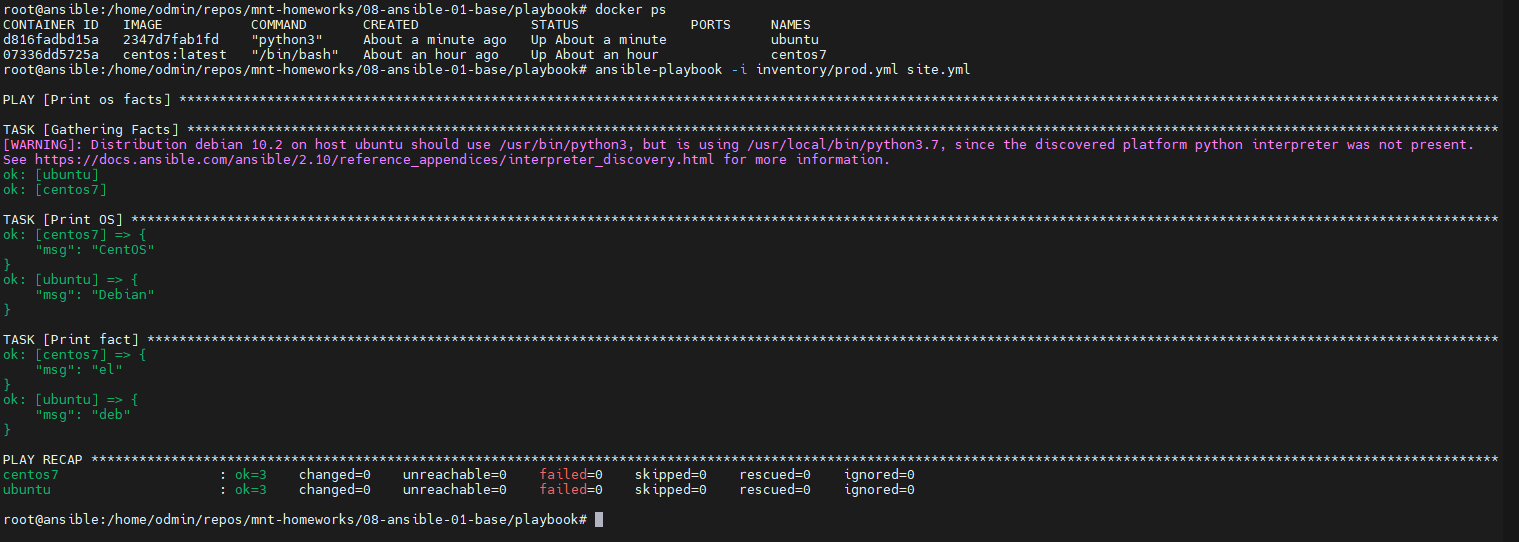 root@ansible:/home/odmin/repos/mnt-homeworks/08-ansible-01-base/playbook# docker ps
CONTAINER ID   IMAGE          COMMAND       CREATED              STATUS              PORTS     NAMES
d816fadbd15a   2347d7fab1fd   "python3"     About a minute ago   Up About a minute             ubuntu
07336dd5725a   centos:latest   "/bin/bash"   About an hour ago    Up About an hour              centos7
root@ansible:/home/odmin/repos/mnt-homeworks/08-ansible-01-base/playbook# ansible-playbook -i inventory/prod.yml site.yml
PLAY [Print os facts] ***********************************************************************************************************************************************************************
TASK [Gathering Facts] **********************************************************************************************************************************************************************
[WARNING]: Distribution debian 10.2 on host ubuntu should use /usr/bin/python3, but is using /usr/local/bin/python3.7, since the discovered platform python interpreter was not present.
See https://docs.ansible.com/ansible/2.10/reference_appendices/interpreter_discovery.html for more information.
ok: [ubuntu]
ok: [centos7]
TASK [Print OS] *****************************************************************************************************************************************************************************
ok: [centos7] => {
    "msg": "CentOS"
}
ok: [ubuntu] => {
    "msg": "Debian"
}
TASK [Print fact] ***************************************************************************************************************************************************************************
ok: [centos7] => {
    "msg": "el"
}
ok: [ubuntu] => {
    "msg": "deb"
}
PLAY RECAP **********************************************************************************************************************************************************************************
centos7                    : ok=3    changed=0    unreachable=0    failed=0    skipped=0    rescued=0    ignored=0
ubuntu                     : ok=3    changed=0    unreachable=0    failed=0    skipped=0    rescued=0    ignored=0
root@ansible:/home/odmin/repos/mnt-homeworks/08-ansible-01-base/playbook#